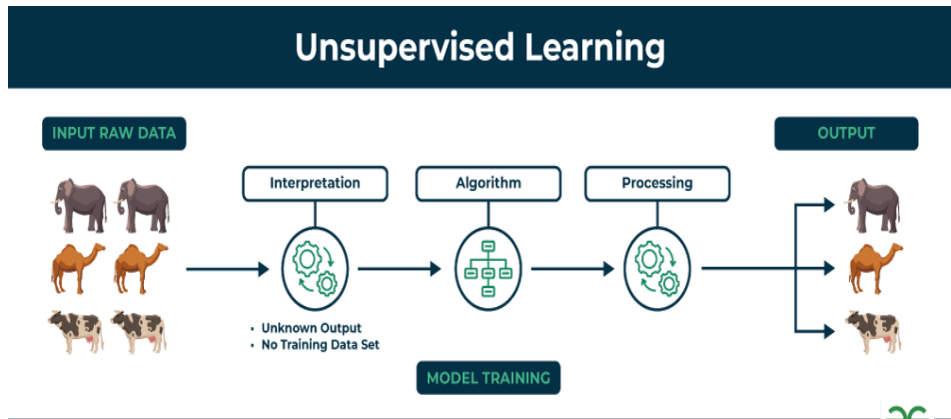 Unsupervised Learning
INPUT RAW DATA
OUTPUT
Interpretation
Algorithm
Processing
• Unknown Output
• No Training Data Set
MODEL TRAINING